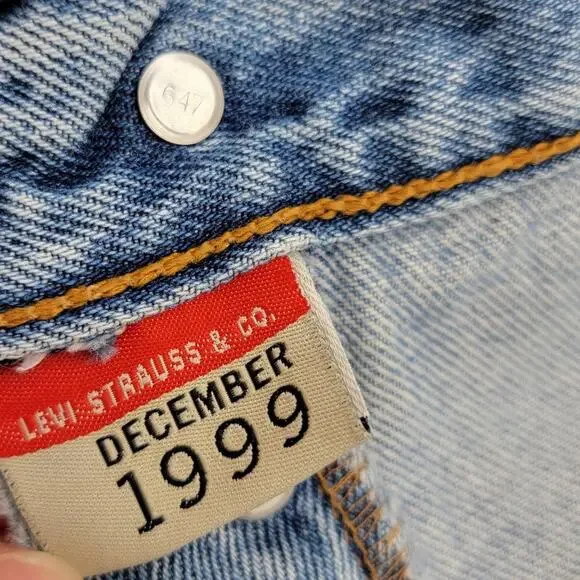 647
LEVI STRAUSS & CO.
DECEMBER
1999